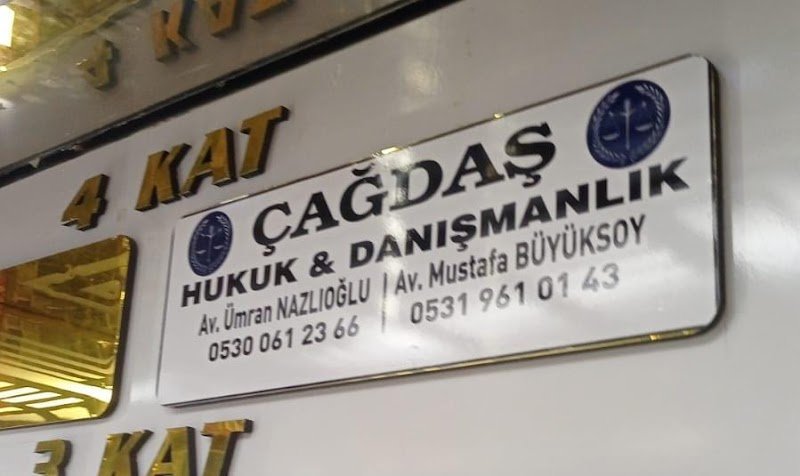 4 KAT
ÇAĞDAŞ
HUKUK & DANIŞMANLIK
Av. Ümran NAZLIOĞLU | Av. Mustafa BÜYÜKSOY
0530 061 23 66 | 0531 961 01 43
3 KAT